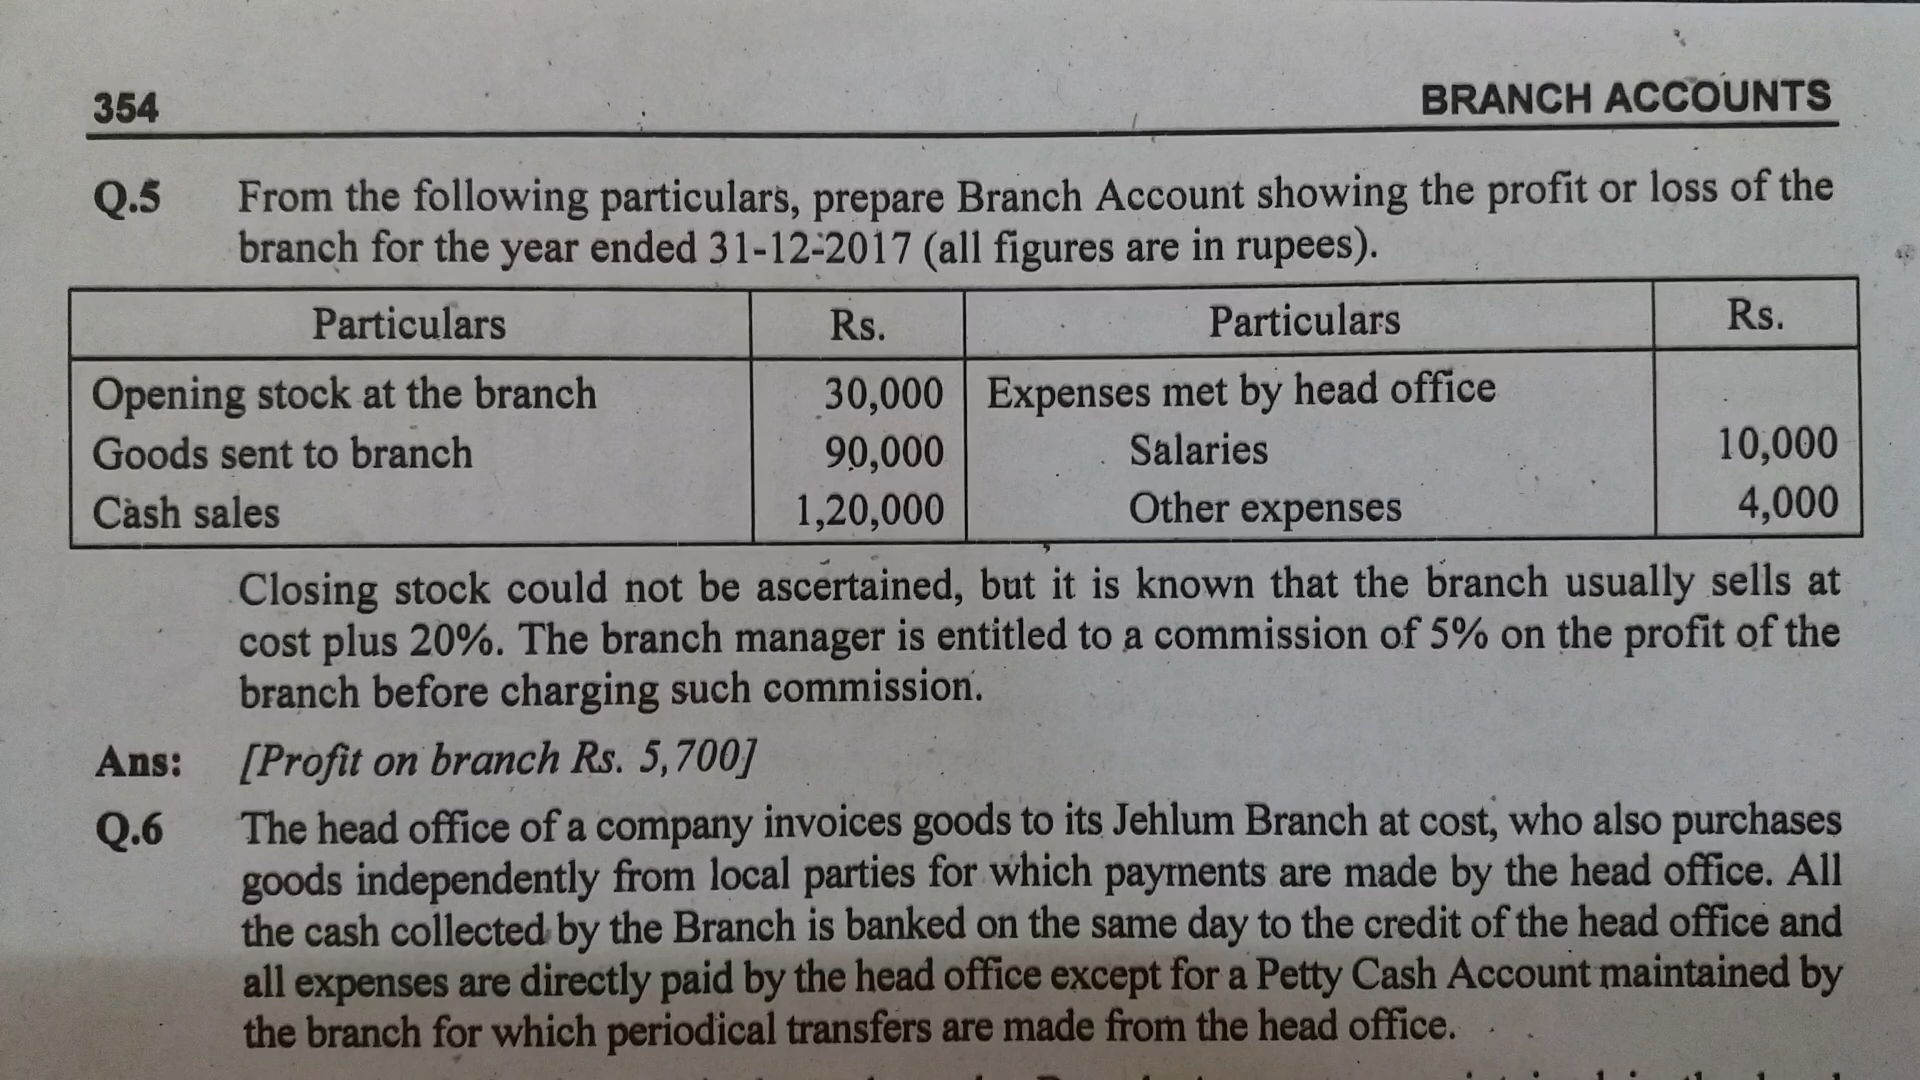 354 BRANCH ACCOUNTS
Q.5 From the following particulars, prepare Branch Account showing the profit or loss of the
branch for the year ended 31-12-2017 (all figures are in rupees).
Particulars Rs. Particulars Rs.
Opening stock at the branch 30,000 Expenses met by head office
Goods sent to branch 90,000 Salaries 10,000
Cash sales 1,20,000 Other expenses 4,000
Closing stock could not be ascertained, but it is known that the branch usually sells at
cost plus 20%. The branch manager is entitled to a commission of 5% on the profit of the
branch before charging such commission.
Ans: [Profit on branch Rs. 5,700]
Q.6 The head office of a company invoices goods to its Jehlum Branch at cost, who also purchases
goods independently from local parties for which payments are made by the head office. All
the cash collected by the Branch is banked on the same day to the credit of the head office and
all expenses are directly paid by the head office except for a Petty Cash Account maintained by
the branch for which periodical transfers are made from the head office.